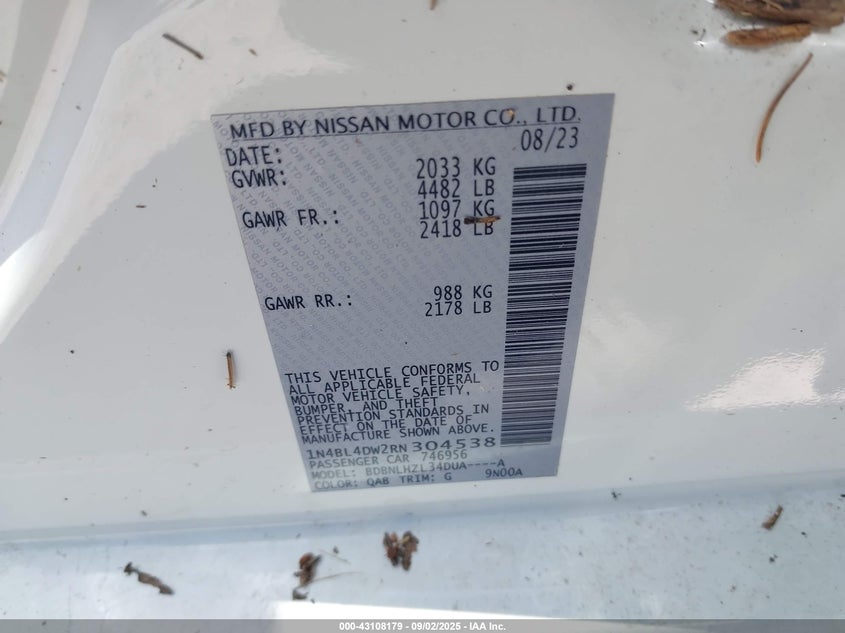 MFD BY NISSAN MOTOR CO., LTD.
DATE: 08/23
GVWR: 2033 KG
4482 LB
GAWR FR.: 1097 KG
2418 LB
GAWR RR.: 988 KG
2178 LB
THIS VEHICLE CONFORMS TO
ALL APPLICABLE FEDERAL
MOTOR VEHICLE SAFETY,
BUMPER, AND THEFT
PREVENTION STANDARDS IN
EFFECT ON THE DATE OF
MANUFACTURE SHOWN ABOVE.
1N4BL4DW2RN304538
PASSENGER CAR 746956
MODEL: BDBNLHZL34DUA----A
COLOR: QAB TRIM: G 9N00A
000-43108179 - 09/02/2025 - IAA Inc.